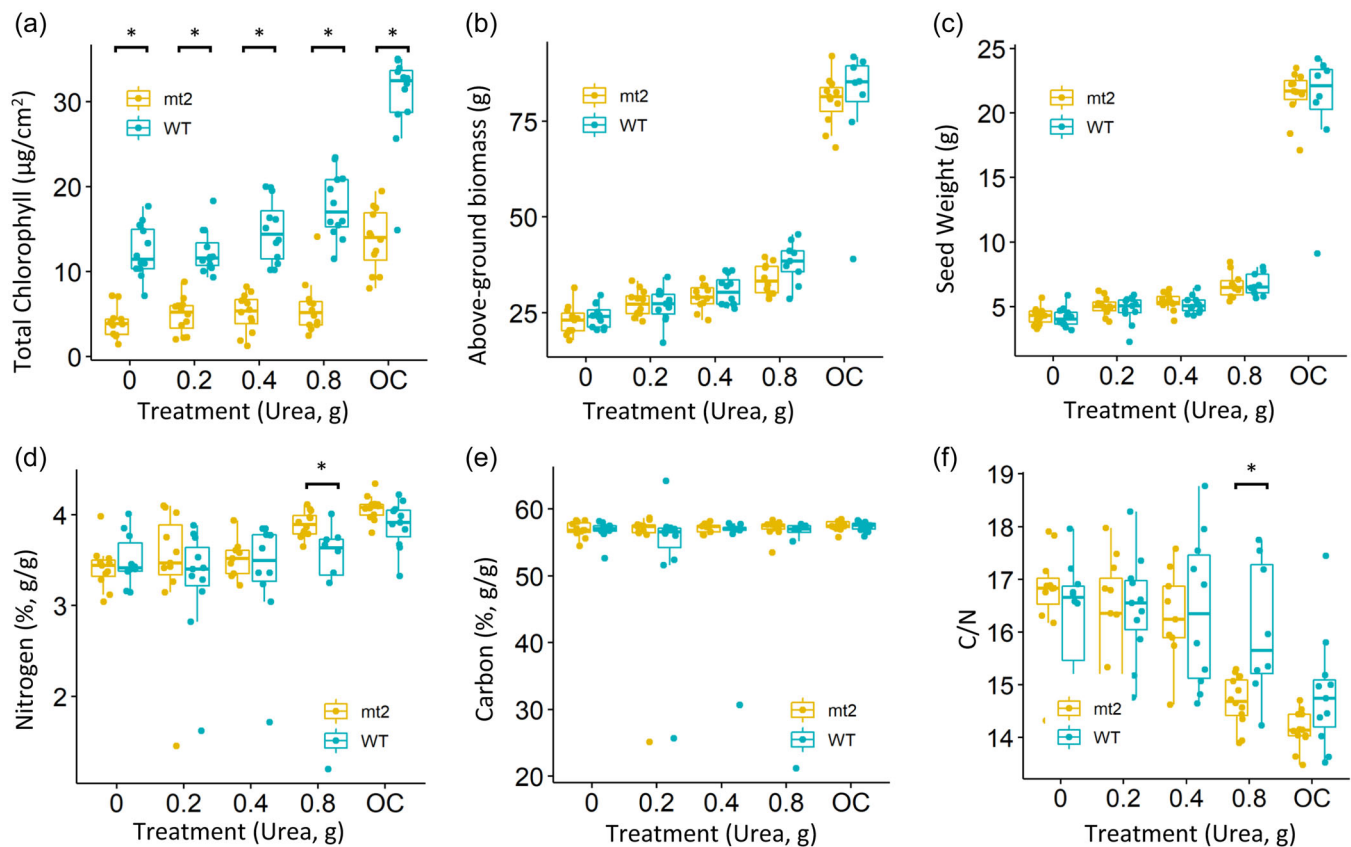 (a)
* * * * *
Total Chlorophyll (µg/cm²)
30
20
10
0
mt2
WT
0 0.2 0.4 0.8 OC
Treatment (Urea, g)
(b)
Above-ground biomass (g)
75
50
25
mt2
WT
0 0.2 0.4 0.8 OC
Treatment (Urea, g)
(c)
Seed Weight (g)
25
20
15
10
5
0
mt2
WT
0 0.2 0.4 0.8 OC
Treatment (Urea, g)
(d)
*
Nitrogen (%, g/g)
4
3
2
mt2
WT
0 0.2 0.4 0.8 OC
Treatment (Urea, g)
(e)
Carbon (%, g/g)
60
50
40
30
20
mt2
WT
0 0.2 0.4 0.8 OC
Treatment (Urea, g)
(f)
*
C/N
19
18
17
16
15
14
mt2
WT
0 0.2 0.4 0.8 OC
Treatment (Urea, g)